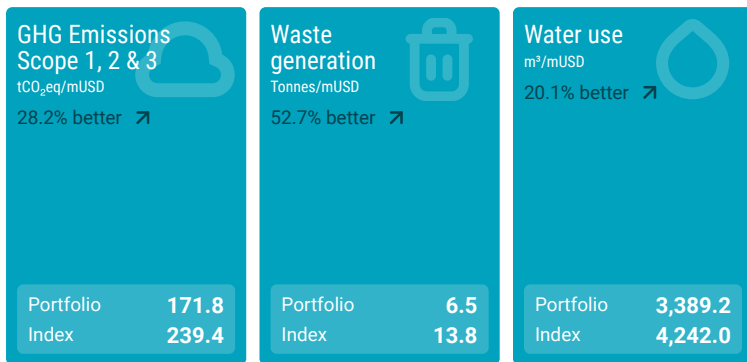 GHG Emissions
Scope 1, 2 & 3
tCO₂eq/mUSD
28.2% better
Portfolio 171.8
Index 239.4
Waste
generation
Tonnes/mUSD
52.7% better
Portfolio 6.5
Index 13.8
Water use
m³/mUSD
20.1% better
Portfolio 3,389.2
Index 4,242.0